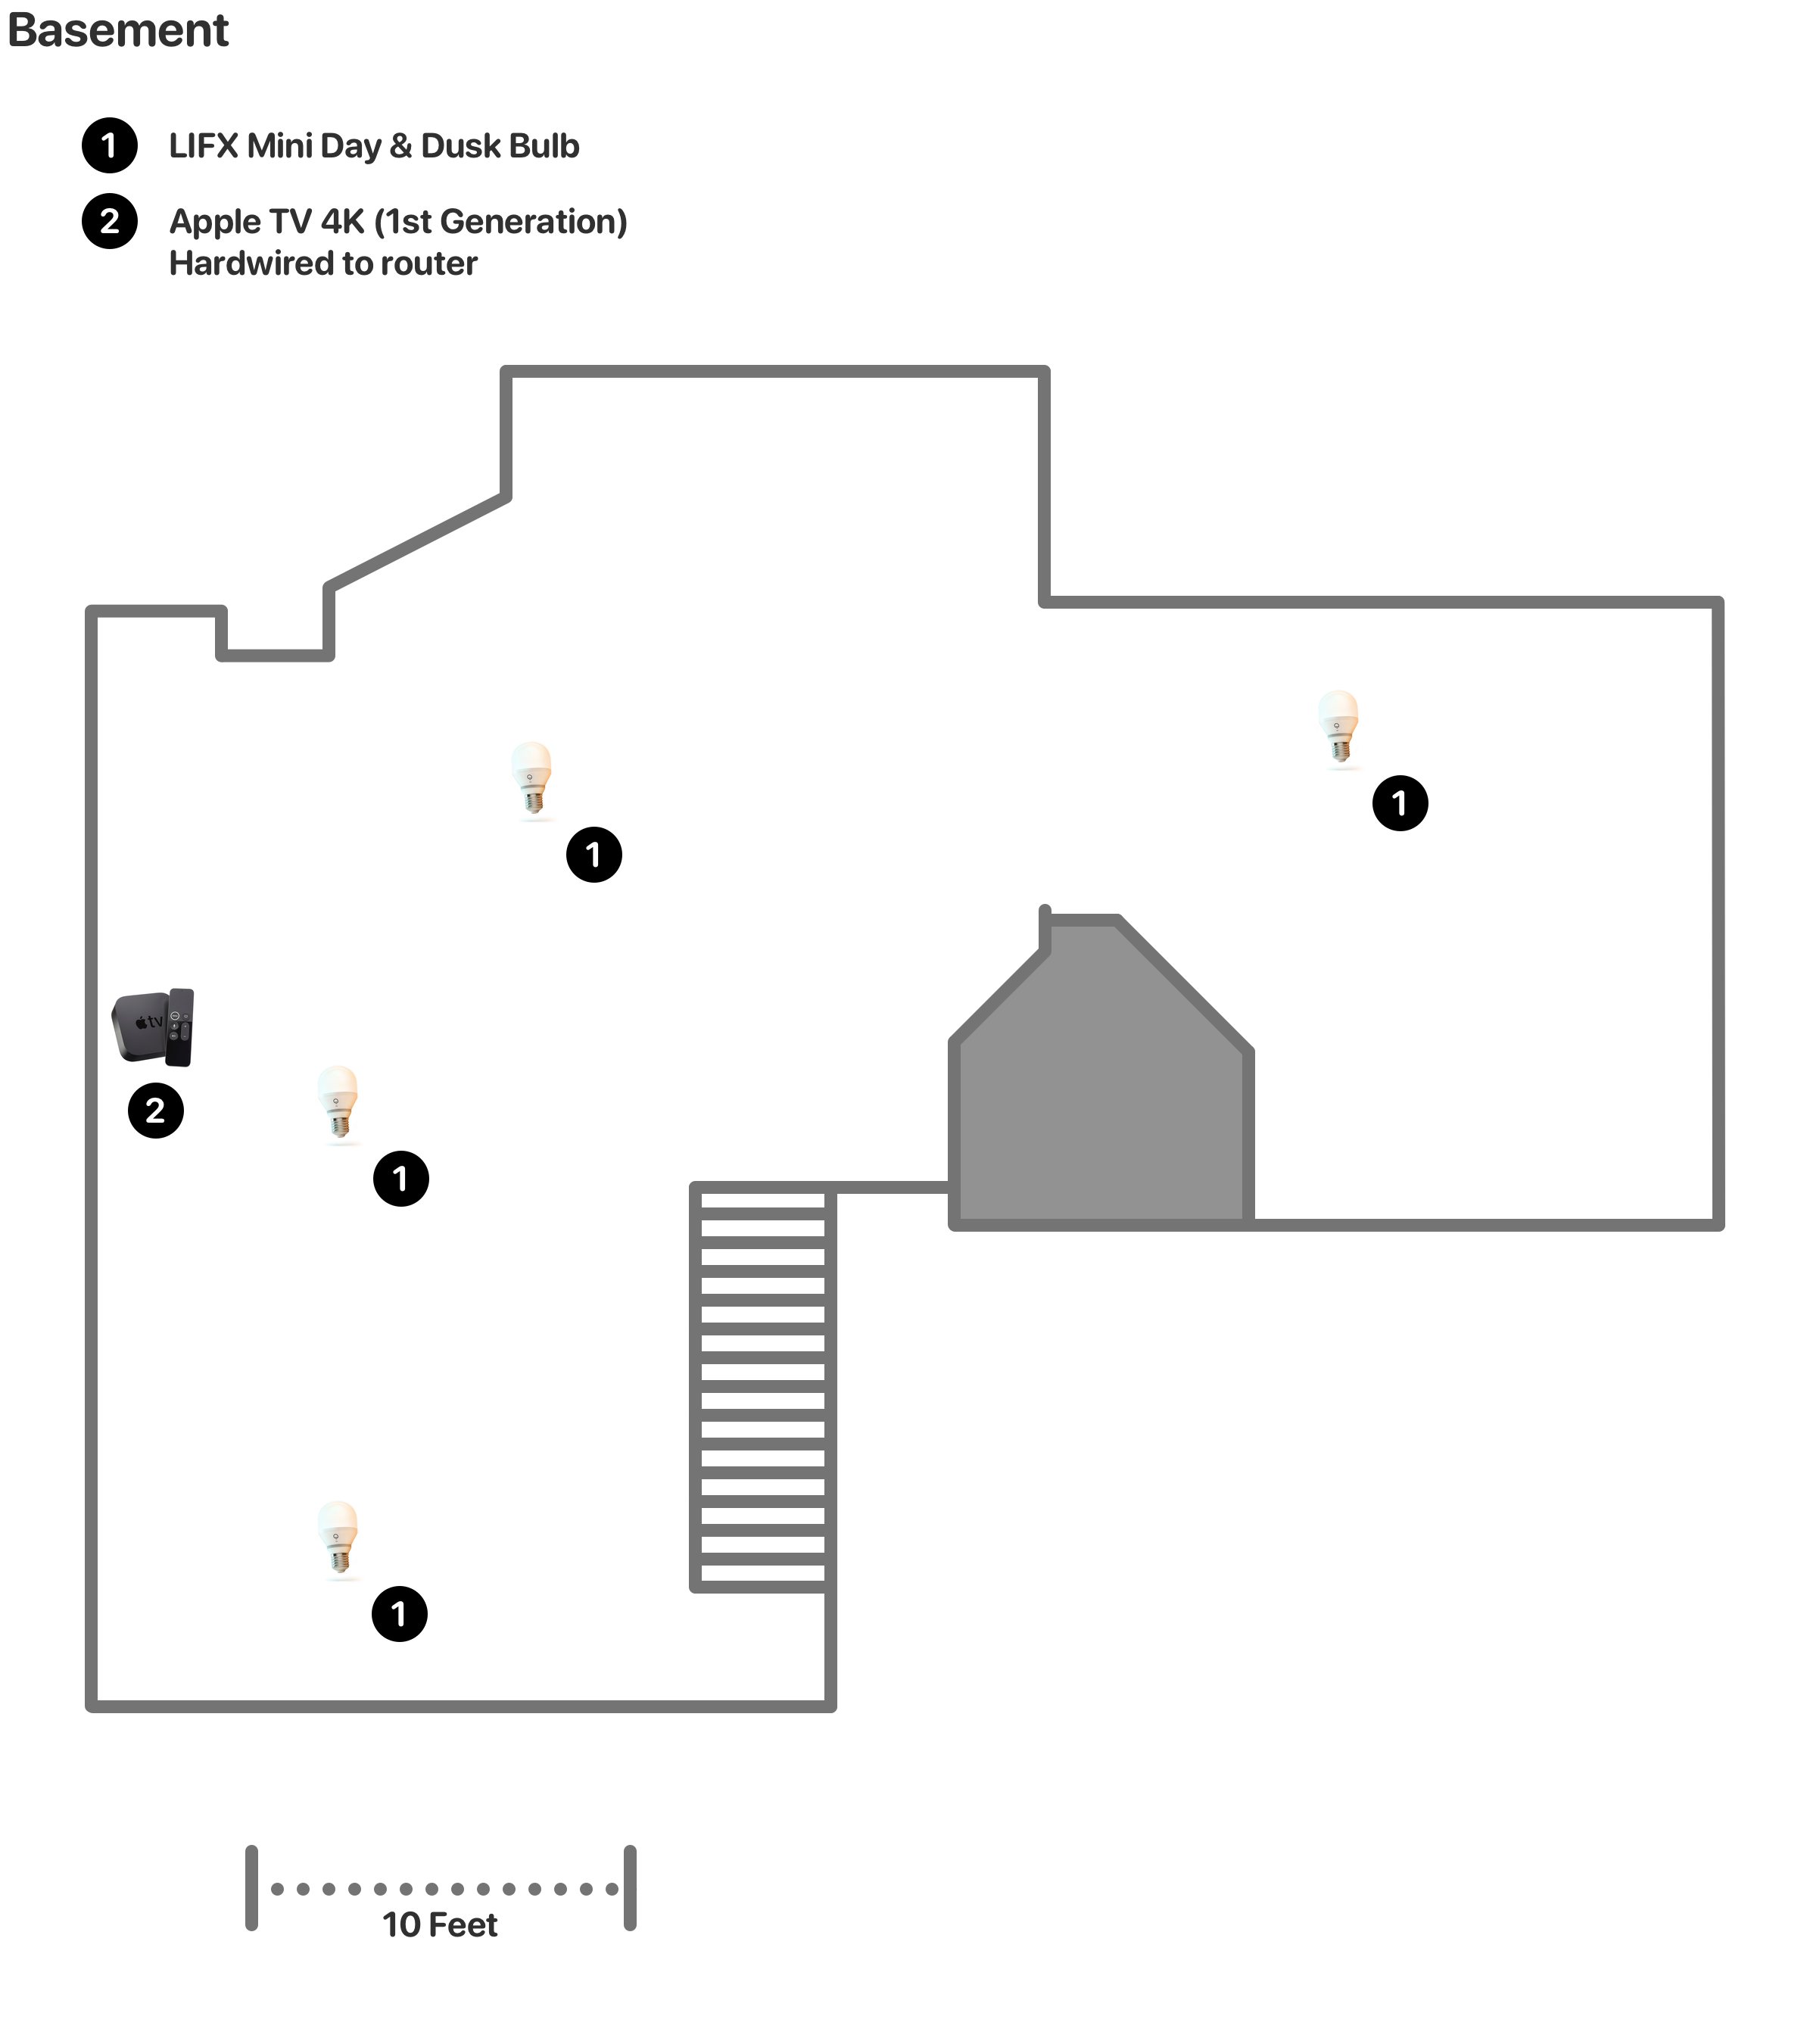 Basement
1 LIFX Mini Day & Dusk Bulb
2 Apple TV 4K (1st Generation)
Hardwired to router
1
1
tv
2
1
1
10 Feet